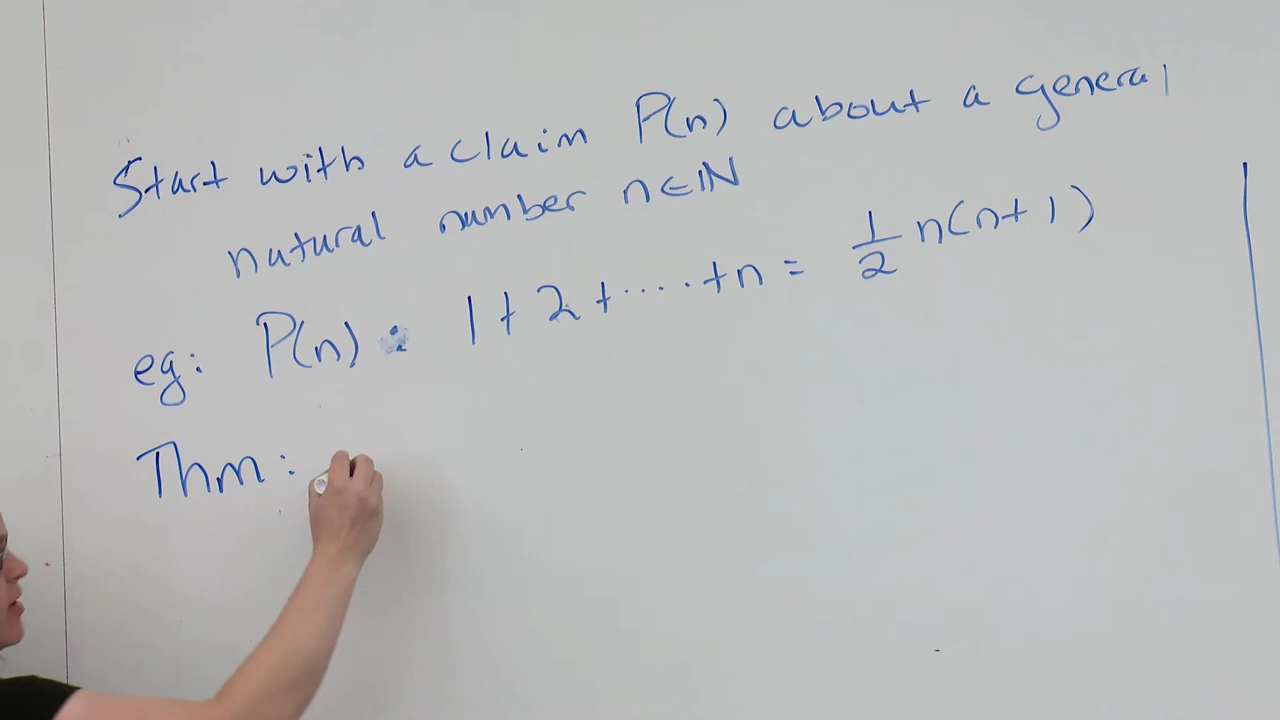 Start with a claim P(n) about a general
natural number n∈ℕ
eg: P(n) : 1+2+.....+n = 1/2 n(n+1)
Thm: